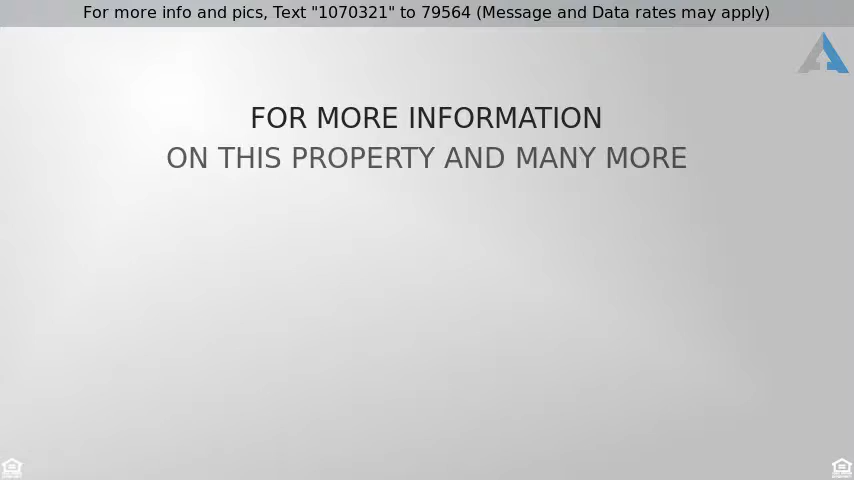 For more info and pics, Text "1070321" to 79564 (Message and Data rates may apply)
FOR MORE INFORMATION
ON THIS PROPERTY AND MANY MORE